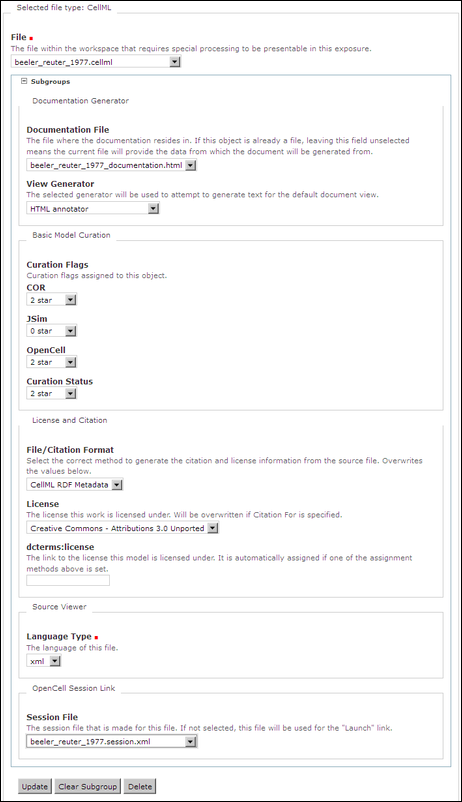 Selected file type: CellML
File
The file within the workspace that requires special processing to be presentable in this exposure.
beeler_reuter_1977.cellml
Subgroups
Documentation Generator
Documentation File
The file where the documentation resides in. If this object is already a file, leaving this field unselected
means the current file will provide the data from which the document will be generated from.
beeler_reuter_1977_documentation.html
View Generator
The selected generator will be used to attempt to generate text for the default document view.
HTML annotator
Basic Model Curation
Curation Flags
Curation flags assigned to this object.
COR
2 star
JSim
0 star
OpenCell
2 star
Curation Status
2 star
License and Citation
File/Citation Format
Select the correct method to generate the citation and license information from the source file. Overwrites
the values below.
CellML RDF Metadata
License
The license this work is licensed under. Will be overwritten if Citation For is specified.
Creative Commons - Attributions 3.0 Unported
dcterms:license
The link to the license this model is licensed under. It is automatically assigned if one of the assignment
methods above is set.
Source Viewer
Language Type
The language of this file.
xml
OpenCell Session Link
Session File
The session file that is made for this file. If not selected, this file will be used for the "Launch" link.
beeler_reuter_1977.session.xml
Update Clear Subgroup Delete